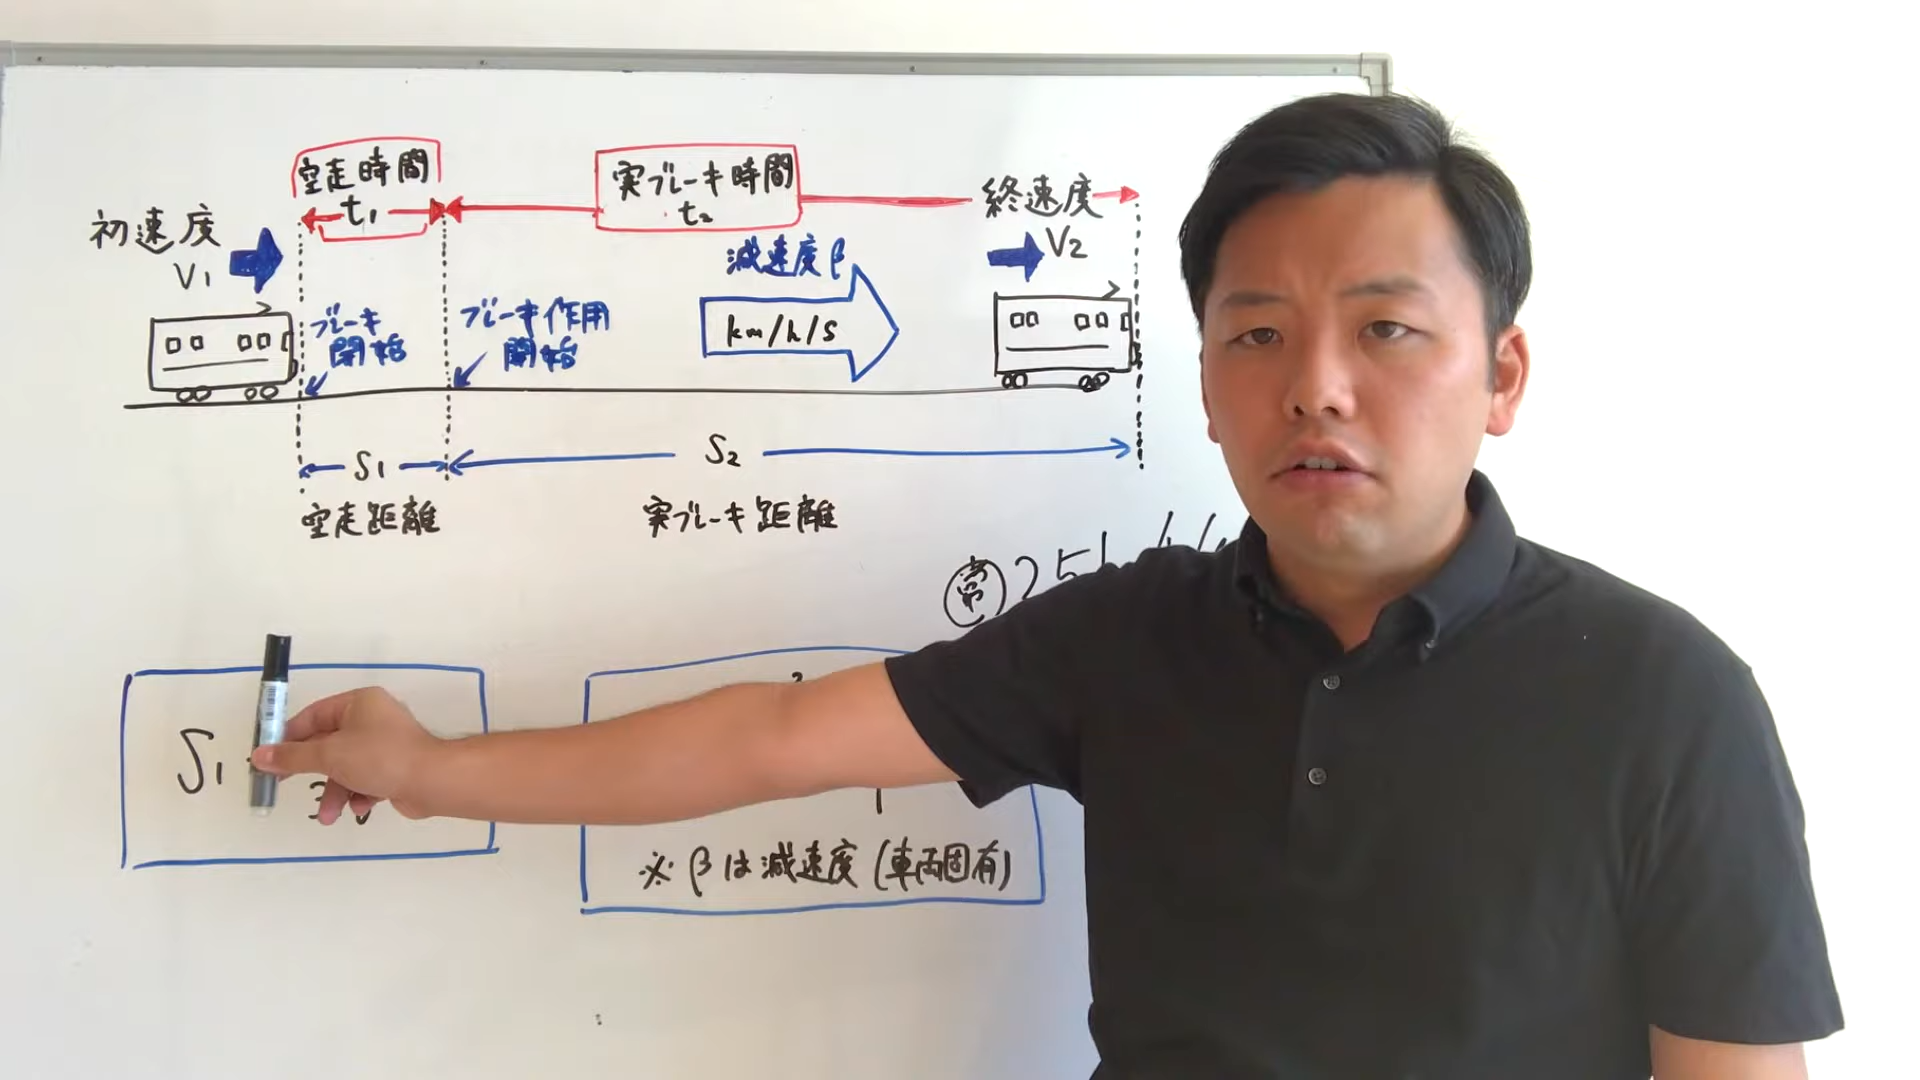 空走時間
t₁
実ブレーキ時間
t₂
初速度
V₁
終速度
V₂
減速度β
km/h/s
ブレーキ
開始
ブレーキ作用
開始
S₁
S₂
空走距離
実ブレーキ距離
常 25
S₁
※βは減速度(車両固有)